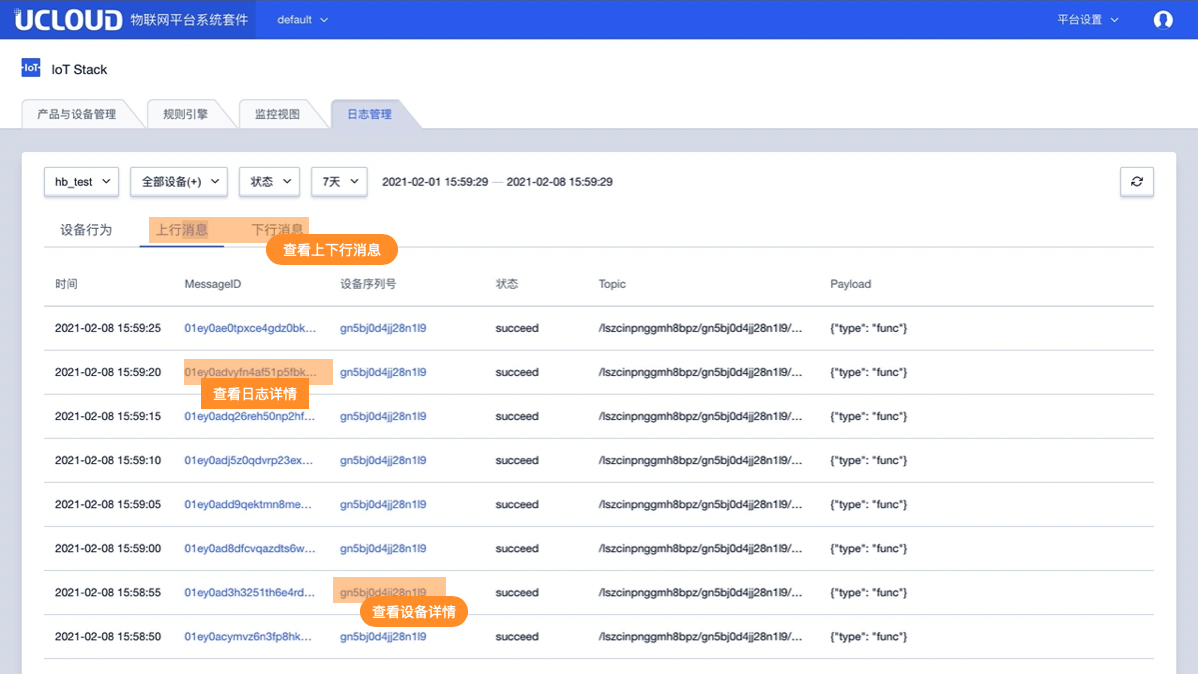 UCLOUD 物联网平台系统套件 default 平台设置
IoT IoT Stack
产品与设备管理 规则引擎 监控视图 日志管理
hb_test 全部设备(+) 状态 7天 2021-02-01 15:59:29 — 2021-02-08 15:59:29
设备行为 上行消息 下行消息
查看上下行消息
时间 MessageID 设备序列号 状态 Topic Payload
2021-02-08 15:59:25 01ey0ae0tpxce4gdz0bk... gn5bj0d4jj28n1l9 succeed /lszcinpnggmh8bpz/gn5bj0d4jj28n1l9/... {"type": "func"}
2021-02-08 15:59:20 01ey0advyfn4af51p5fbk... gn5bj0d4jj28n1l9 succeed /lszcinpnggmh8bpz/gn5bj0d4jj28n1l9/... {"type": "func"}
查看日志详情
2021-02-08 15:59:15 01ey0adq26reh50np2hf... gn5bj0d4jj28n1l9 succeed /lszcinpnggmh8bpz/gn5bj0d4jj28n1l9/... {"type": "func"}
2021-02-08 15:59:10 01ey0adj5z0qdvrp23ex... gn5bj0d4jj28n1l9 succeed /lszcinpnggmh8bpz/gn5bj0d4jj28n1l9/... {"type": "func"}
2021-02-08 15:59:05 01ey0add9qektmn8me... gn5bj0d4jj28n1l9 succeed /lszcinpnggmh8bpz/gn5bj0d4jj28n1l9/... {"type": "func"}
2021-02-08 15:59:00 01ey0ad8dfcvqazdts6w... gn5bj0d4jj28n1l9 succeed /lszcinpnggmh8bpz/gn5bj0d4jj28n1l9/... {"type": "func"}
2021-02-08 15:58:55 01ey0ad3h3251th6e4rd... gn5bj0d4jj28n1l9 succeed /lszcinpnggmh8bpz/gn5bj0d4jj28n1l9/... {"type": "func"}
查看设备详情
2021-02-08 15:58:50 01ey0acymvz6n3fp8hk... gn5bj0d4jj28n1l9 succeed /lszcinpnggmh8bpz/gn5bj0d4jj28n1l9/... {"type": "func"}